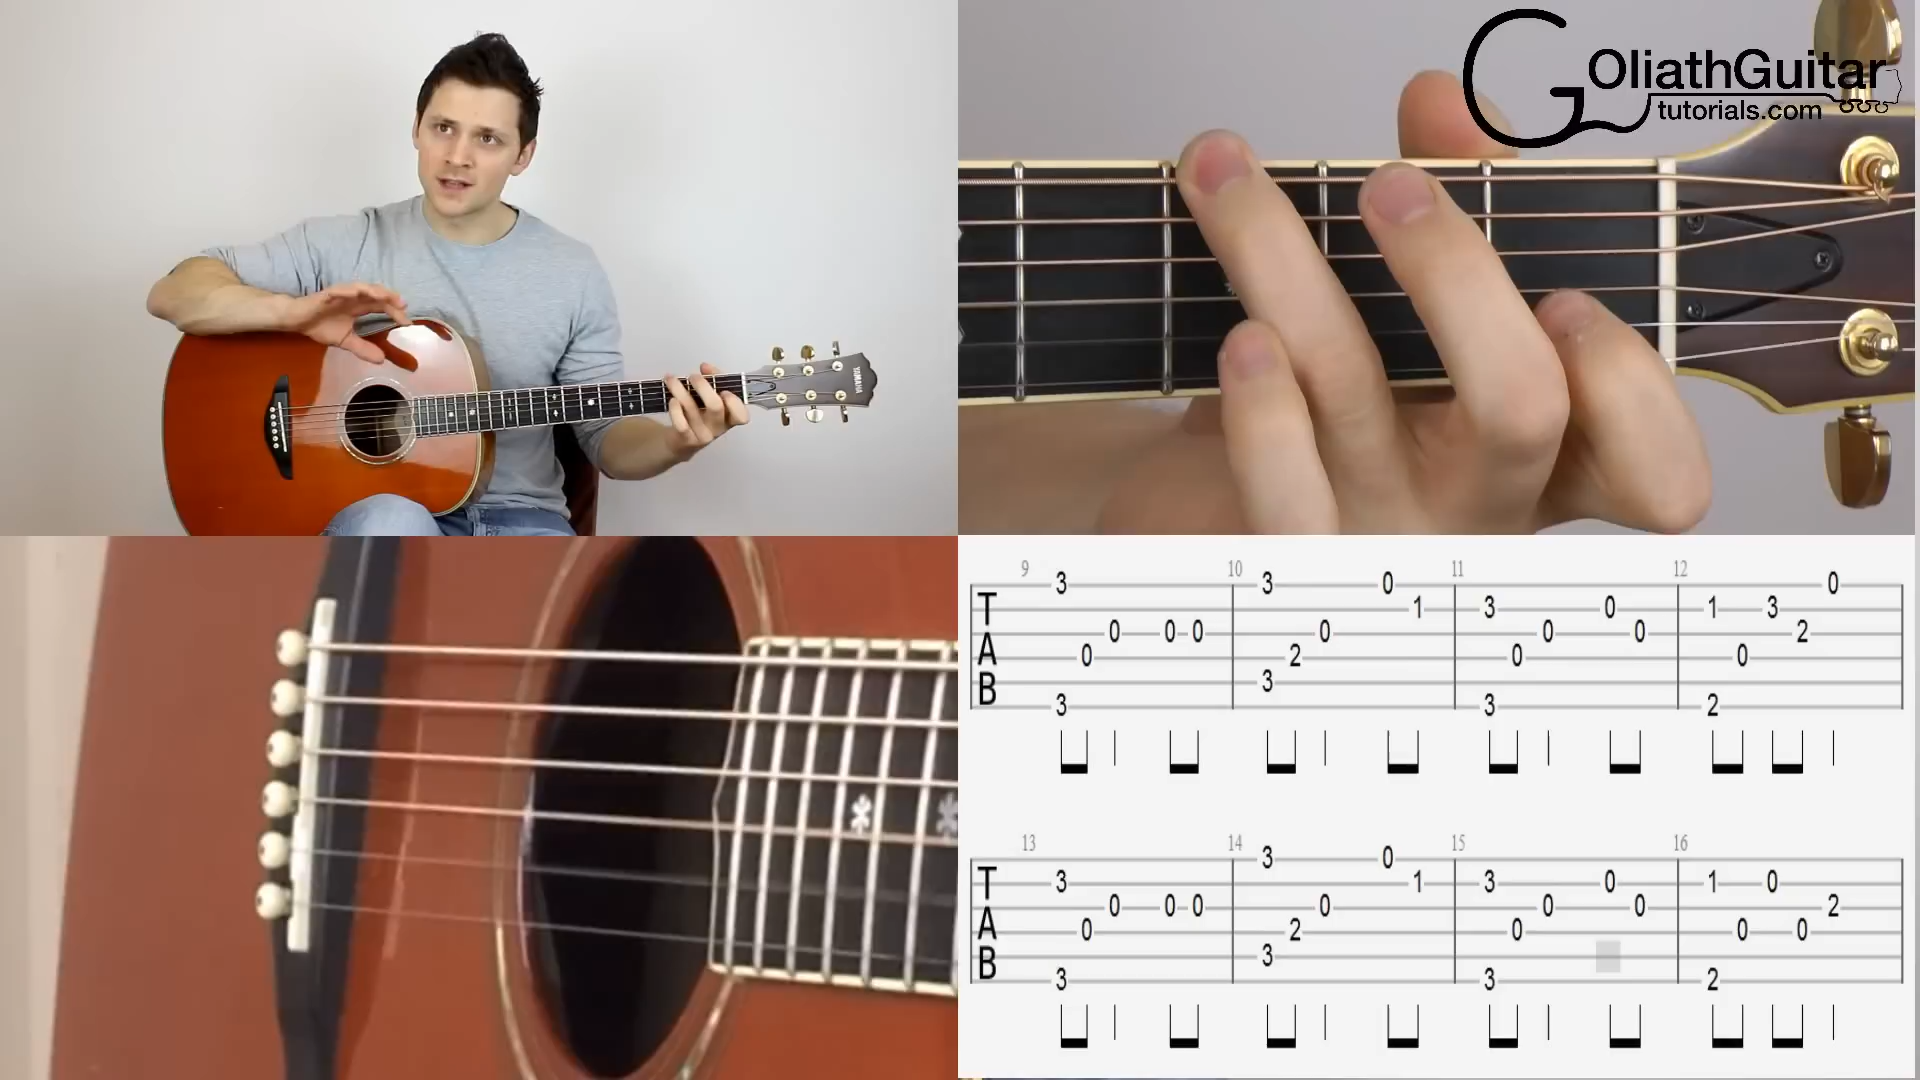 GOliathGuitar
tutorials.com
YAMAHA
9 10 11 12
3 3 0 0
1 3 0 1 3
0 0 0 0 0 0 2
T A B
0 2 0 0
3
3 3 2
13 14 15 16
3 0
3 1 3 0 1 0
0 0 0 0 0 0 2
T A B
0 2 0 0 0
3
3 3 2